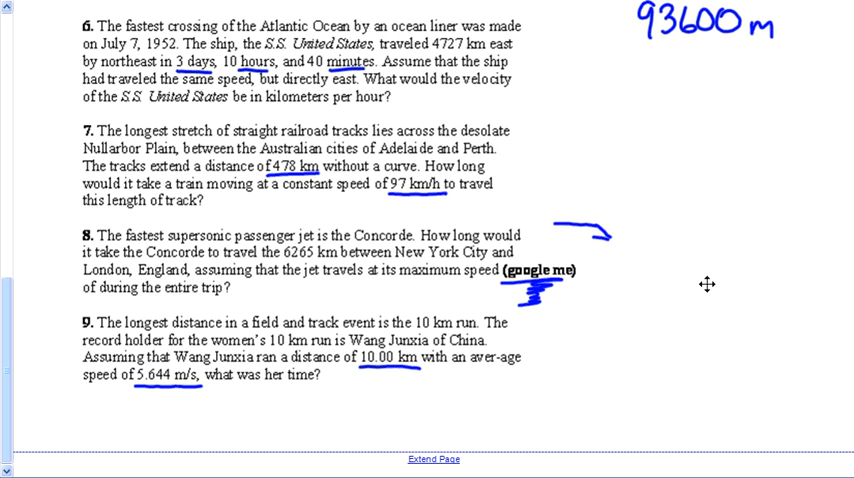 93600 m
6. The fastest crossing of the Atlantic Ocean by an ocean liner was made
on July 7, 1952. The ship, the S.S. United States, traveled 4727 km east
by northeast in 3 days, 10 hours, and 40 minutes. Assume that the ship
had traveled the same speed, but directly east. What would the velocity
of the S.S. United States be in kilometers per hour?
7. The longest stretch of straight railroad tracks lies across the desolate
Nullarbor Plain, between the Australian cities of Adelaide and Perth.
The tracks extend a distance of 478 km without a curve. How long
would it take a train moving at a constant speed of 97 km/h to travel
this length of track?
8. The fastest supersonic passenger jet is the Concorde. How long would
it take the Concorde to travel the 6265 km between New York City and
London, England, assuming that the jet travels at its maximum speed (google me)
of during the entire trip?
9. The longest distance in a field and track event is the 10 km run. The
record holder for the women's 10 km run is Wang Junxia of China.
Assuming that Wang Junxia ran a distance of 10.00 km with an aver-age
speed of 5.644 m/s, what was her time?
Extend Page